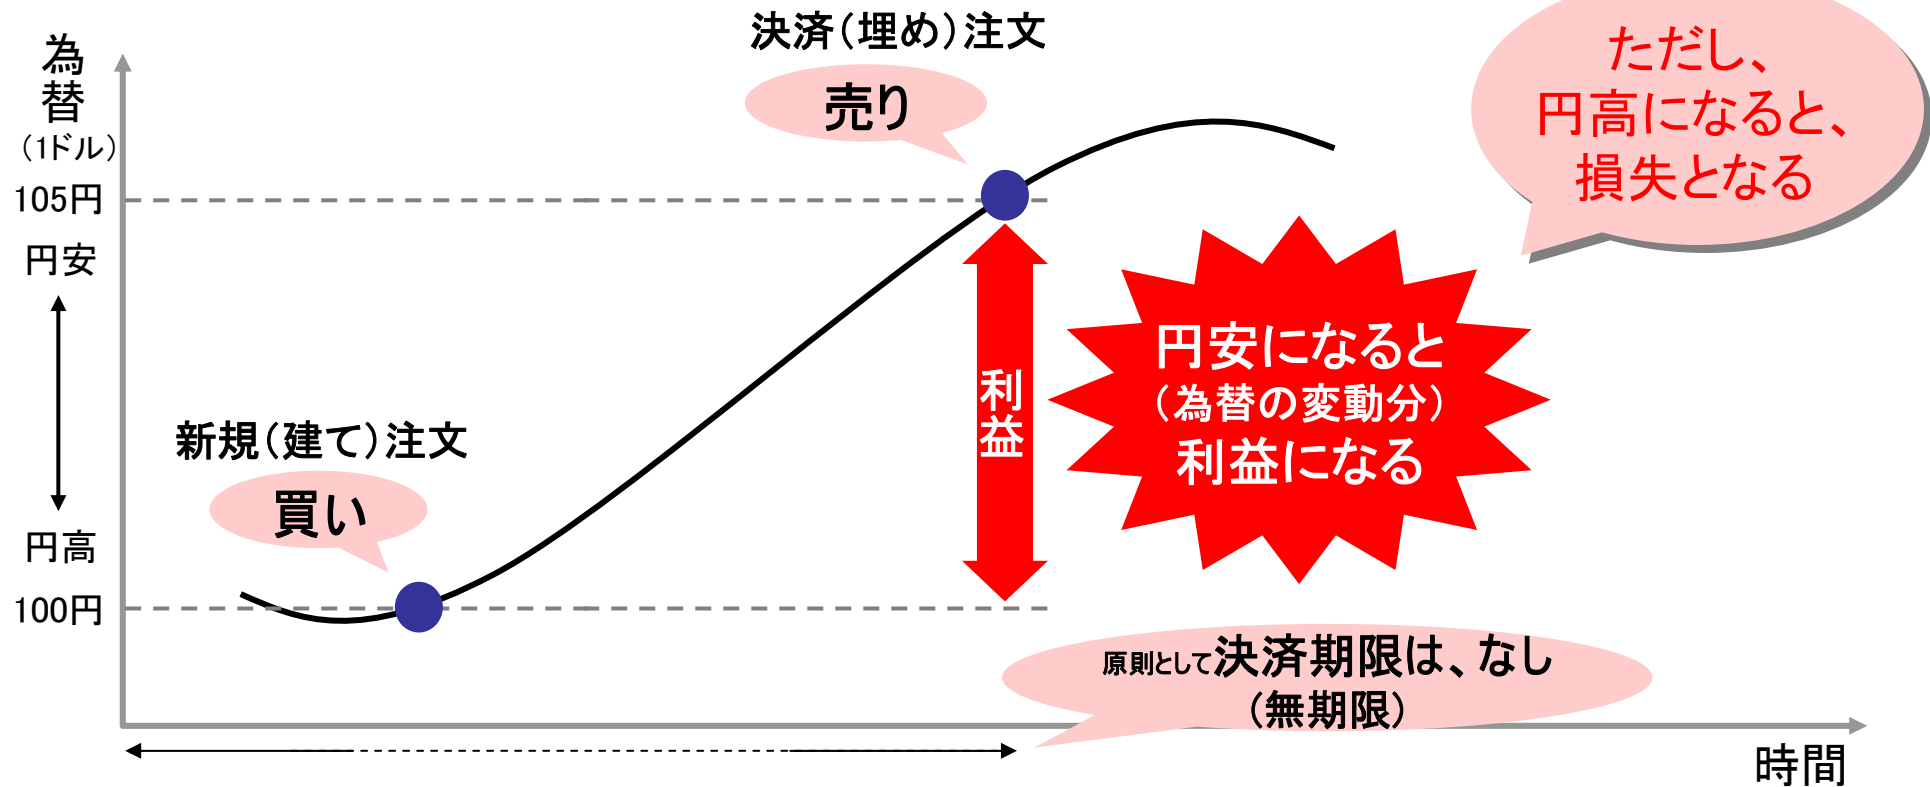 為替
（1ドル）
105円
円安
円高
100円
決済（埋め）注文
売り
新規（建て）注文
買い
利益
円安になると
（為替の変動分）
利益になる
ただし、
円高になると、
損失となる
原則として決済期限は、なし
（無期限）
時間